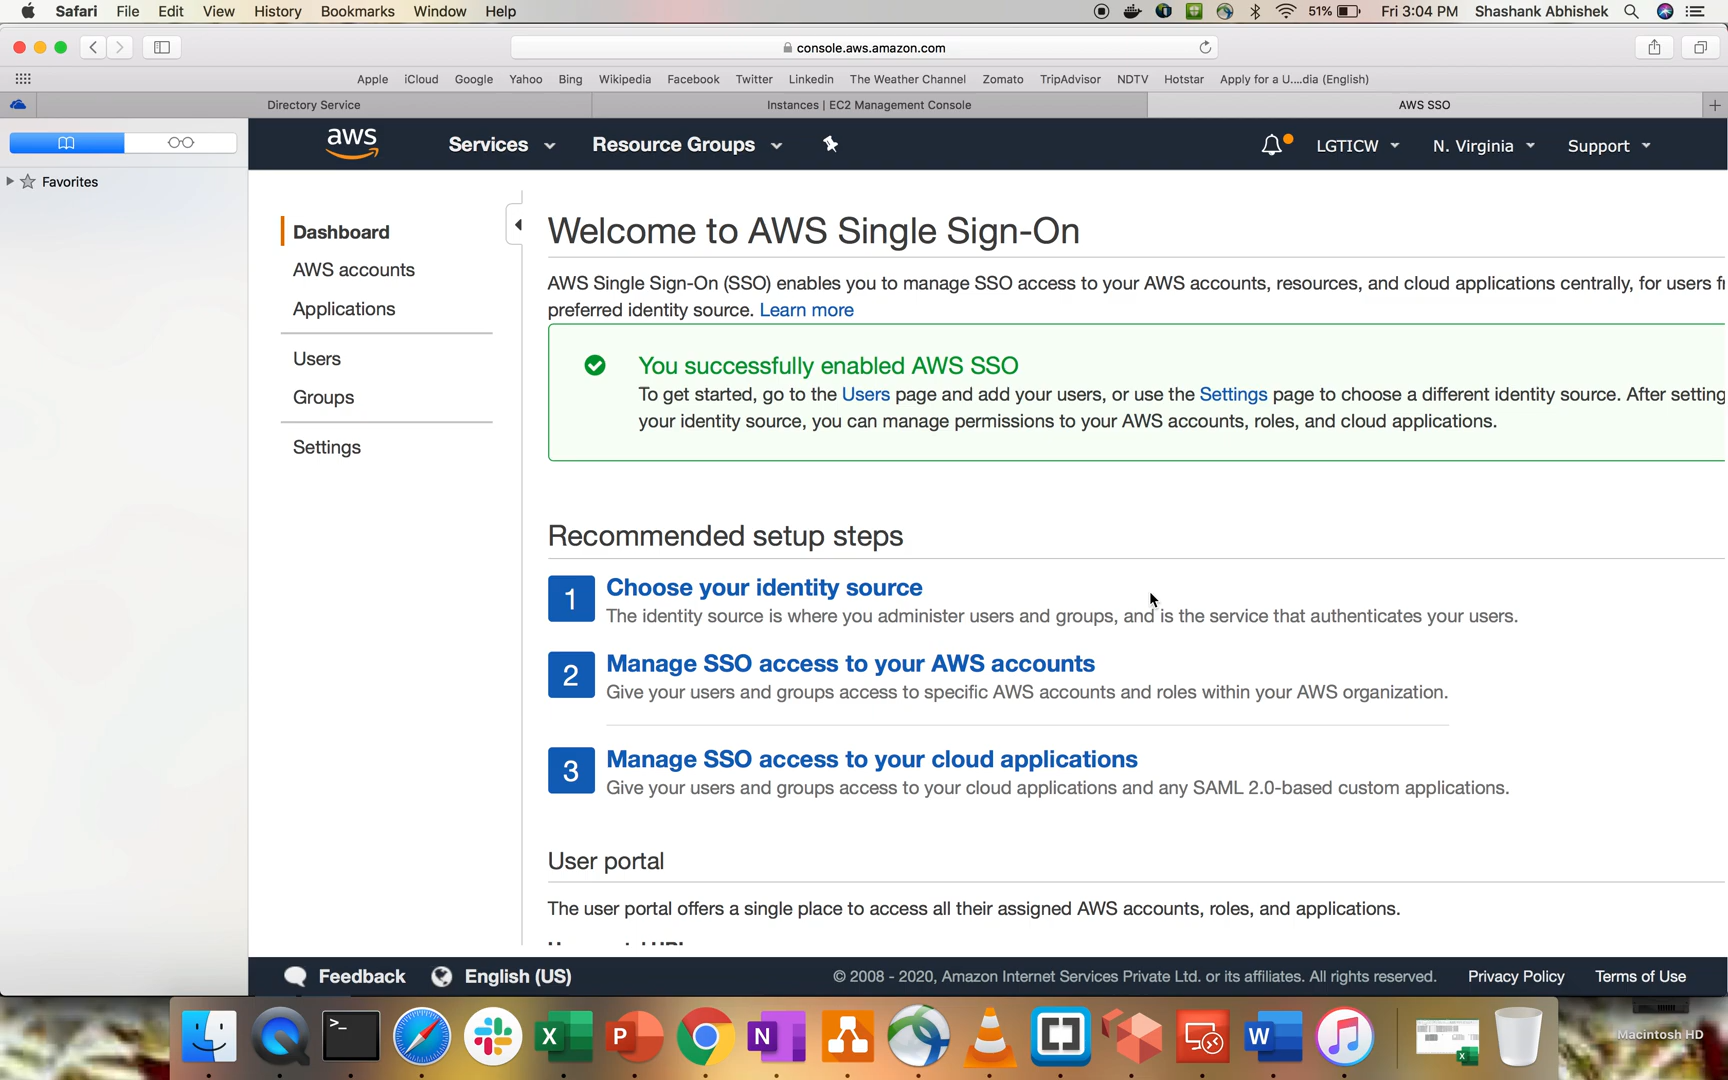 Safari File Edit View History Bookmarks Window Help 51% Fri 3:04 PM Shashank Abhishek
console.aws.amazon.com
Apple iCloud Google Yahoo Bing Wikipedia Facebook Twitter Linkedin The Weather Channel Zomato TripAdvisor NDTV Hotstar Apply for a U....dia (English)
Directory Service Instances | EC2 Management Console AWS SSO
aws Services Resource Groups LGTICW N. Virginia Support
Favorites
Dashboard
AWS accounts
Applications
Users
Groups
Settings
Welcome to AWS Single Sign-On
AWS Single Sign-On (SSO) enables you to manage SSO access to your AWS accounts, resources, and cloud applications centrally, for users
preferred identity source. Learn more
You successfully enabled AWS SSO
To get started, go to the Users page and add your users, or use the Settings page to choose a different identity source. After setting
your identity source, you can manage permissions to your AWS accounts, roles, and cloud applications.
Recommended setup steps
1 Choose your identity source
The identity source is where you administer users and groups, and is the service that authenticates your users.
2 Manage SSO access to your AWS accounts
Give your users and groups access to specific AWS accounts and roles within your AWS organization.
3 Manage SSO access to your cloud applications
Give your users and groups access to your cloud applications and any SAML 2.0-based custom applications.
User portal
The user portal offers a single place to access all their assigned AWS accounts, roles, and applications.
Feedback English (US) © 2008 - 2020, Amazon Internet Services Private Ltd. or its affiliates. All rights reserved. Privacy Policy Terms of Use
Macintosh HD